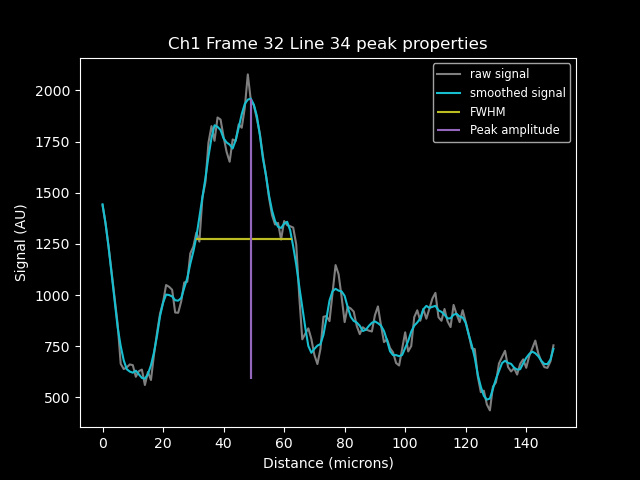 Ch1 Frame 32 Line 34 peak properties
raw signal
smoothed signal
FWHM
Peak amplitude
Signal (AU)
2000
1750
1500
1250
1000
750
500
0 20 40 60 80 100 120 140
Distance (microns)